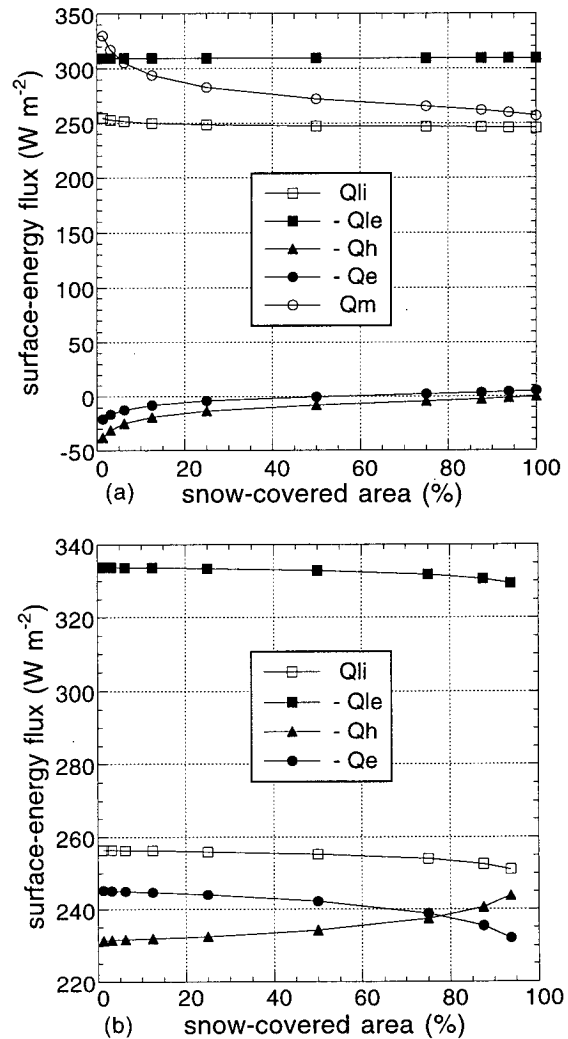 350
300
250
200
150
100
50
0
-50
surface-energy flux (W m-2)
Qli
- Qle
- Qh
- Qe
Qm
0 20 40 60 80 100
(a) snow-covered area (%)
340
320
300
280
260
240
220
surface-energy flux (W m-2)
Qli
- Qle
- Qh
- Qe
0 20 40 60 80 100
(b) snow-covered area (%)